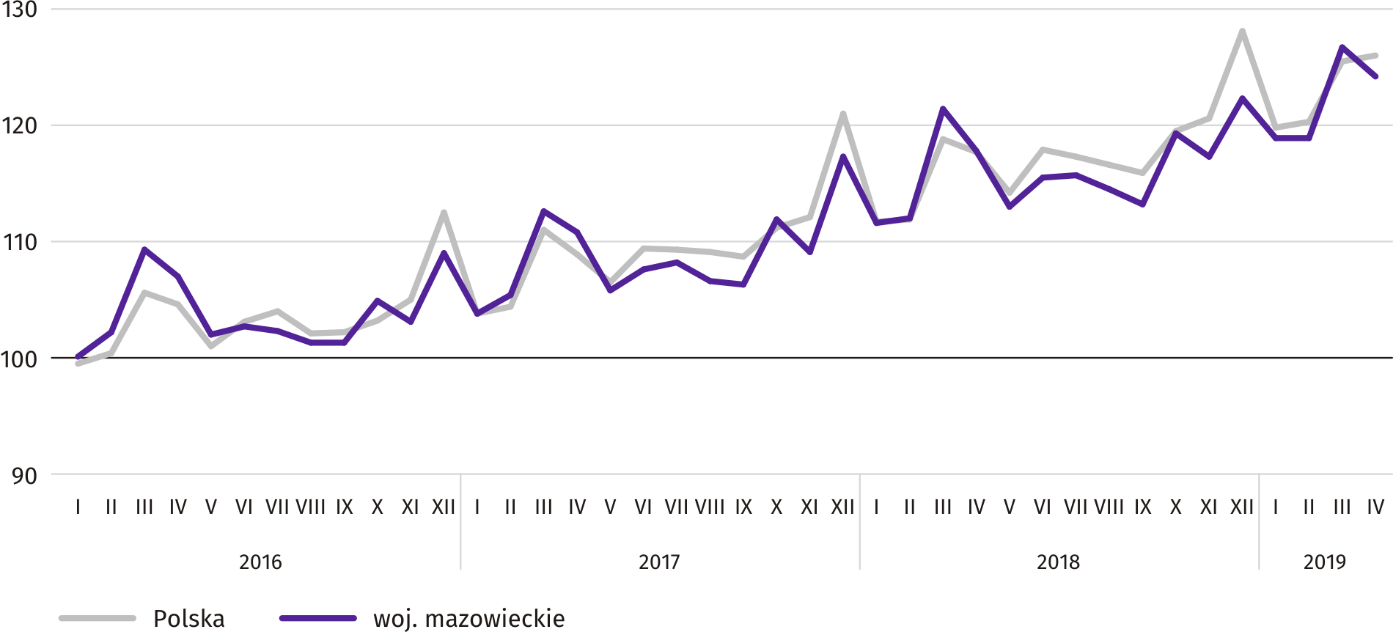 130
120
110
100
90
I II III IV V VI VII VIII IX X XI XII I II III IV V VI VII VIII IX X XI XII I II III IV V VI VII VIII IX X XI XII I II III IV
2016 2017 2018 2019
Polska woj. mazowieckie